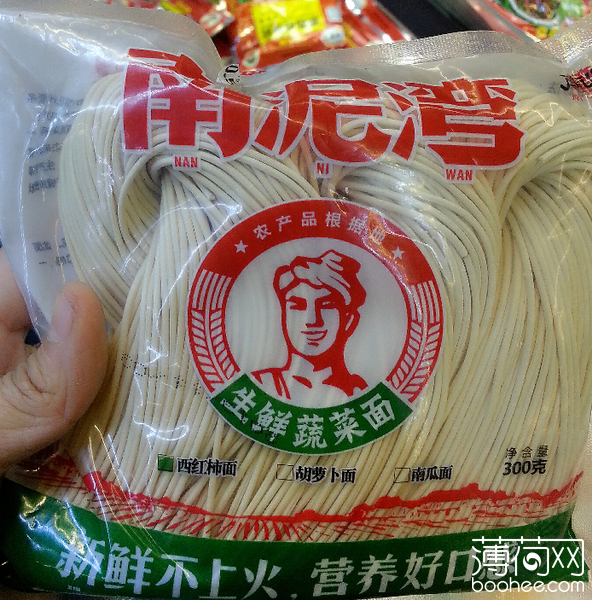 南泥湾
NAN NI WAN
农产品根据地
生鲜蔬菜面
净含量
300克
西红柿面 胡萝卜面 南瓜面
新鲜不上火,营养好口
薄荷网
boohee.com